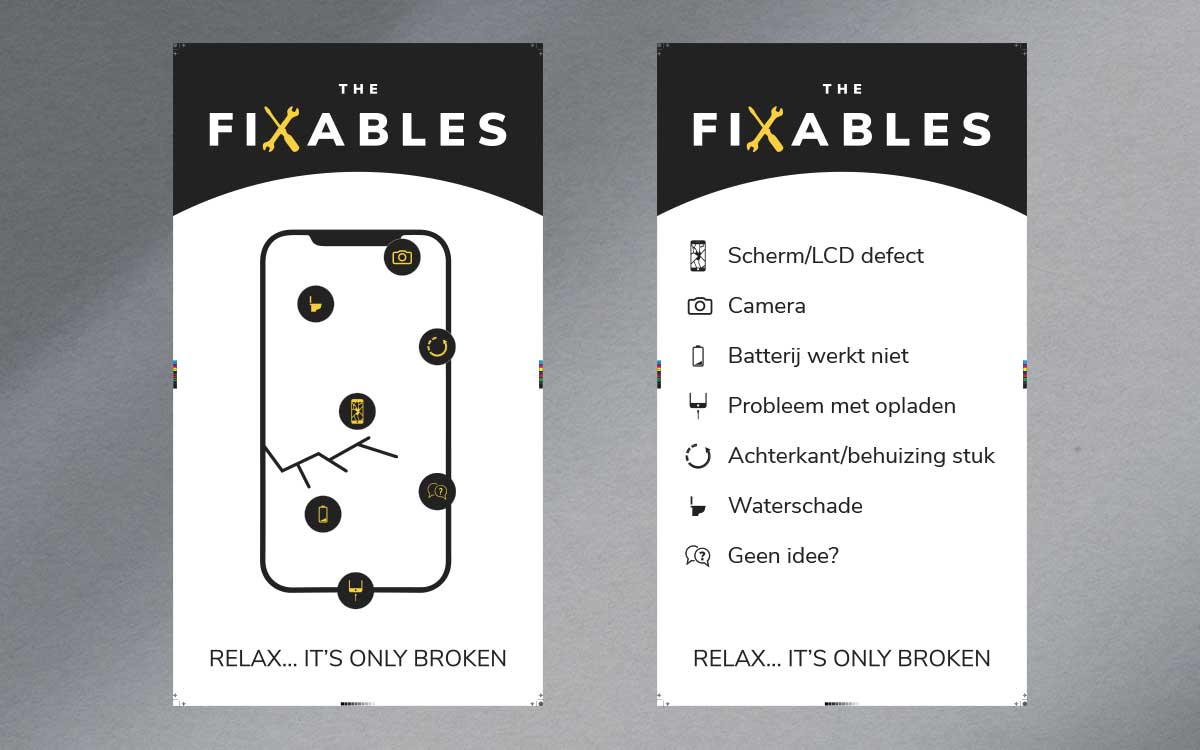 THE
FIXABLES
RELAX... IT'S ONLY BROKEN
THE
FIXABLES
Scherm/LCD defect
Camera
Batterij werkt niet
Probleem met opladen
Achterkant/behuizing stuk
Waterschade
Geen idee?
RELAX... IT'S ONLY BROKEN